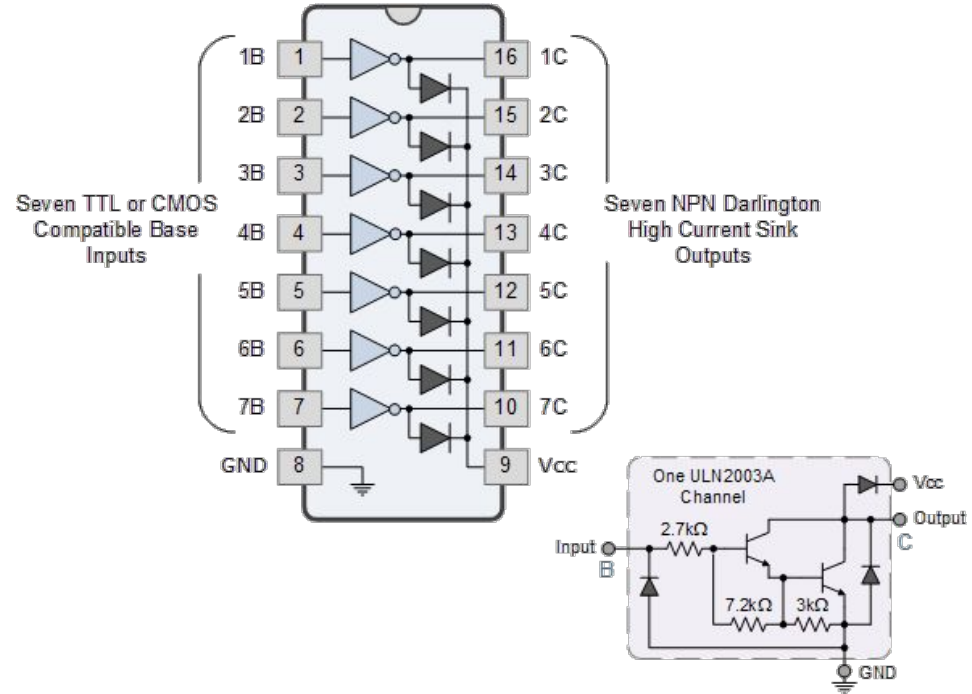 1B 1 16 1C
2B 2 15 2C
3B 3 14 3C
Seven TTL or CMOS
Compatible Base
Inputs
4B 4 13 4C
Seven NPN Darlington
High Current Sink
Outputs
5B 5 12 5C
6B 6 11 6C
7B 7 10 7C
GND 8 9 Vcc
One ULN2003A
Channel
Vcc
2.7kΩ
Output
C
Input
B
7.2kΩ 3kΩ
GND